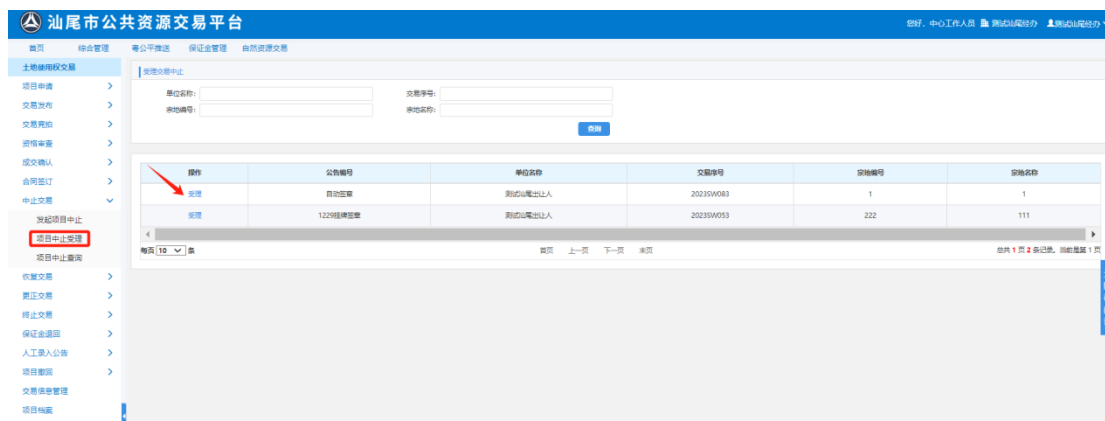 汕尾市公共资源交易平台
您好,中心工作人员 测试汕尾经办 测试汕尾经办
首页 综合管理 粤公平推送 保证金管理 自然资源交易
土地使用权交易
项目申请
交易发布
交易竞拍
资格审查
成交确认
合同签订
中止交易
发起项目中止
项目中止受理
项目中止查询
恢复交易
更正交易
终止交易
保证金退回
人工录入公告
项目撤回
交易信息管理
项目档案
受理交易中止
单位名称: 交易序号:
宗地编号: 宗地名称:
查询
操作 公告编号 单位名称 交易序号 宗地编号 宗地名称
受理 自动签章 测试汕尾出让人 2023SW083 1 1
受理 1229挂牌签章 测试汕尾出让人 2023SW053 222 111
每页 10 条 首页 上一页 下一页 末页 总共 1 页 2 条记录。当前是第 1 页